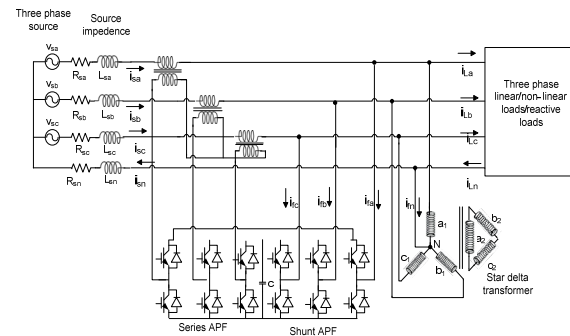 Three phase
source
Source
impedence
Vsa
Rsa
Lsa
isa
iLa
Vsb
Rsb
Lsb
isb
iLb
Vsc
Rsc
Lsc
isc
iLc
Rsn
Lsn
isn
iLn
Three phase
linear/non-linear
loads/reactive
loads
ifc
ifb
ifa
ifn
a1
N
c1
b1
b2
a2
c2
Star delta
transformer
c
Series APF
Shunt APF